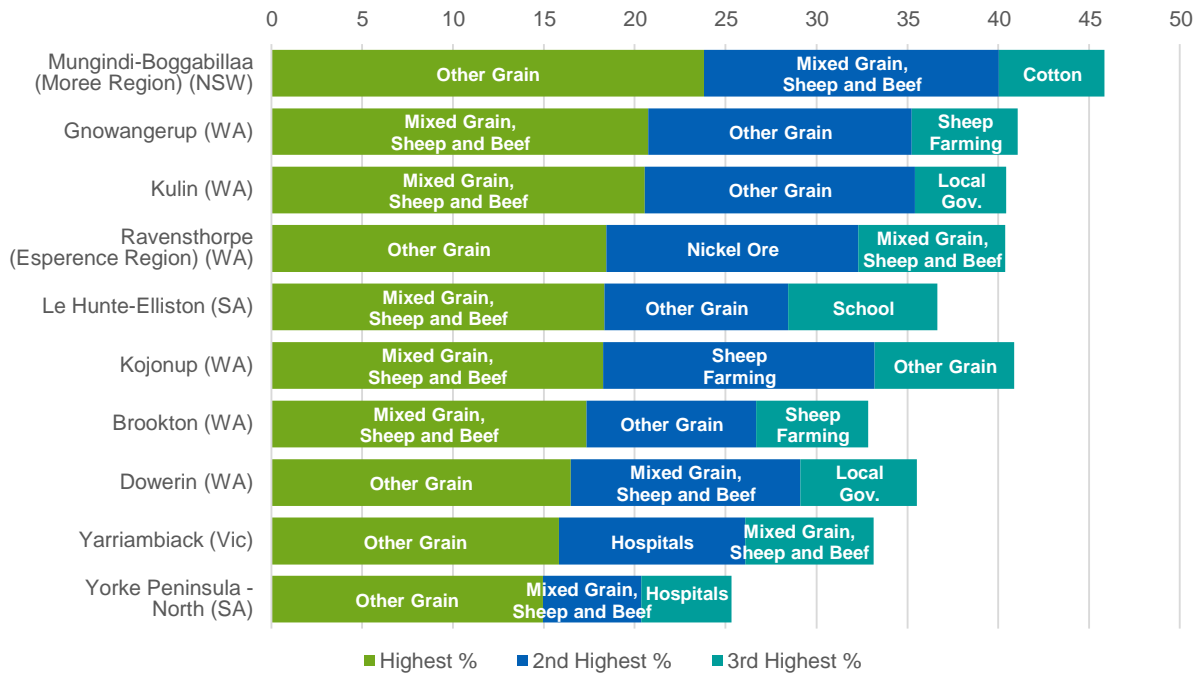 0 5 10 15 20 25 30 35 40 45 50
Mungindi-Boggabillaa
(Moree Region) (NSW)
Other Grain
Mixed Grain,
Sheep and Beef
Cotton
Gnowangerup (WA)
Mixed Grain,
Sheep and Beef
Other Grain
Sheep
Farming
Kulin (WA)
Mixed Grain,
Sheep and Beef
Other Grain
Local
Gov.
Ravensthorpe
(Esperence Region) (WA)
Other Grain
Nickel Ore
Mixed Grain,
Sheep and Beef
Le Hunte-Elliston (SA)
Mixed Grain,
Sheep and Beef
Other Grain
School
Kojonup (WA)
Mixed Grain,
Sheep and Beef
Sheep
Farming
Other Grain
Brookton (WA)
Mixed Grain,
Sheep and Beef
Other Grain
Sheep
Farming
Dowerin (WA)
Other Grain
Mixed Grain,
Sheep and Beef
Local
Gov.
Yarriambiack (Vic)
Other Grain
Hospitals
Mixed Grain,
Sheep and Beef
Yorke Peninsula -
North (SA)
Other Grain
Mixed Grain,
Sheep and Beef
Hospitals
Highest % 2nd Highest % 3rd Highest %